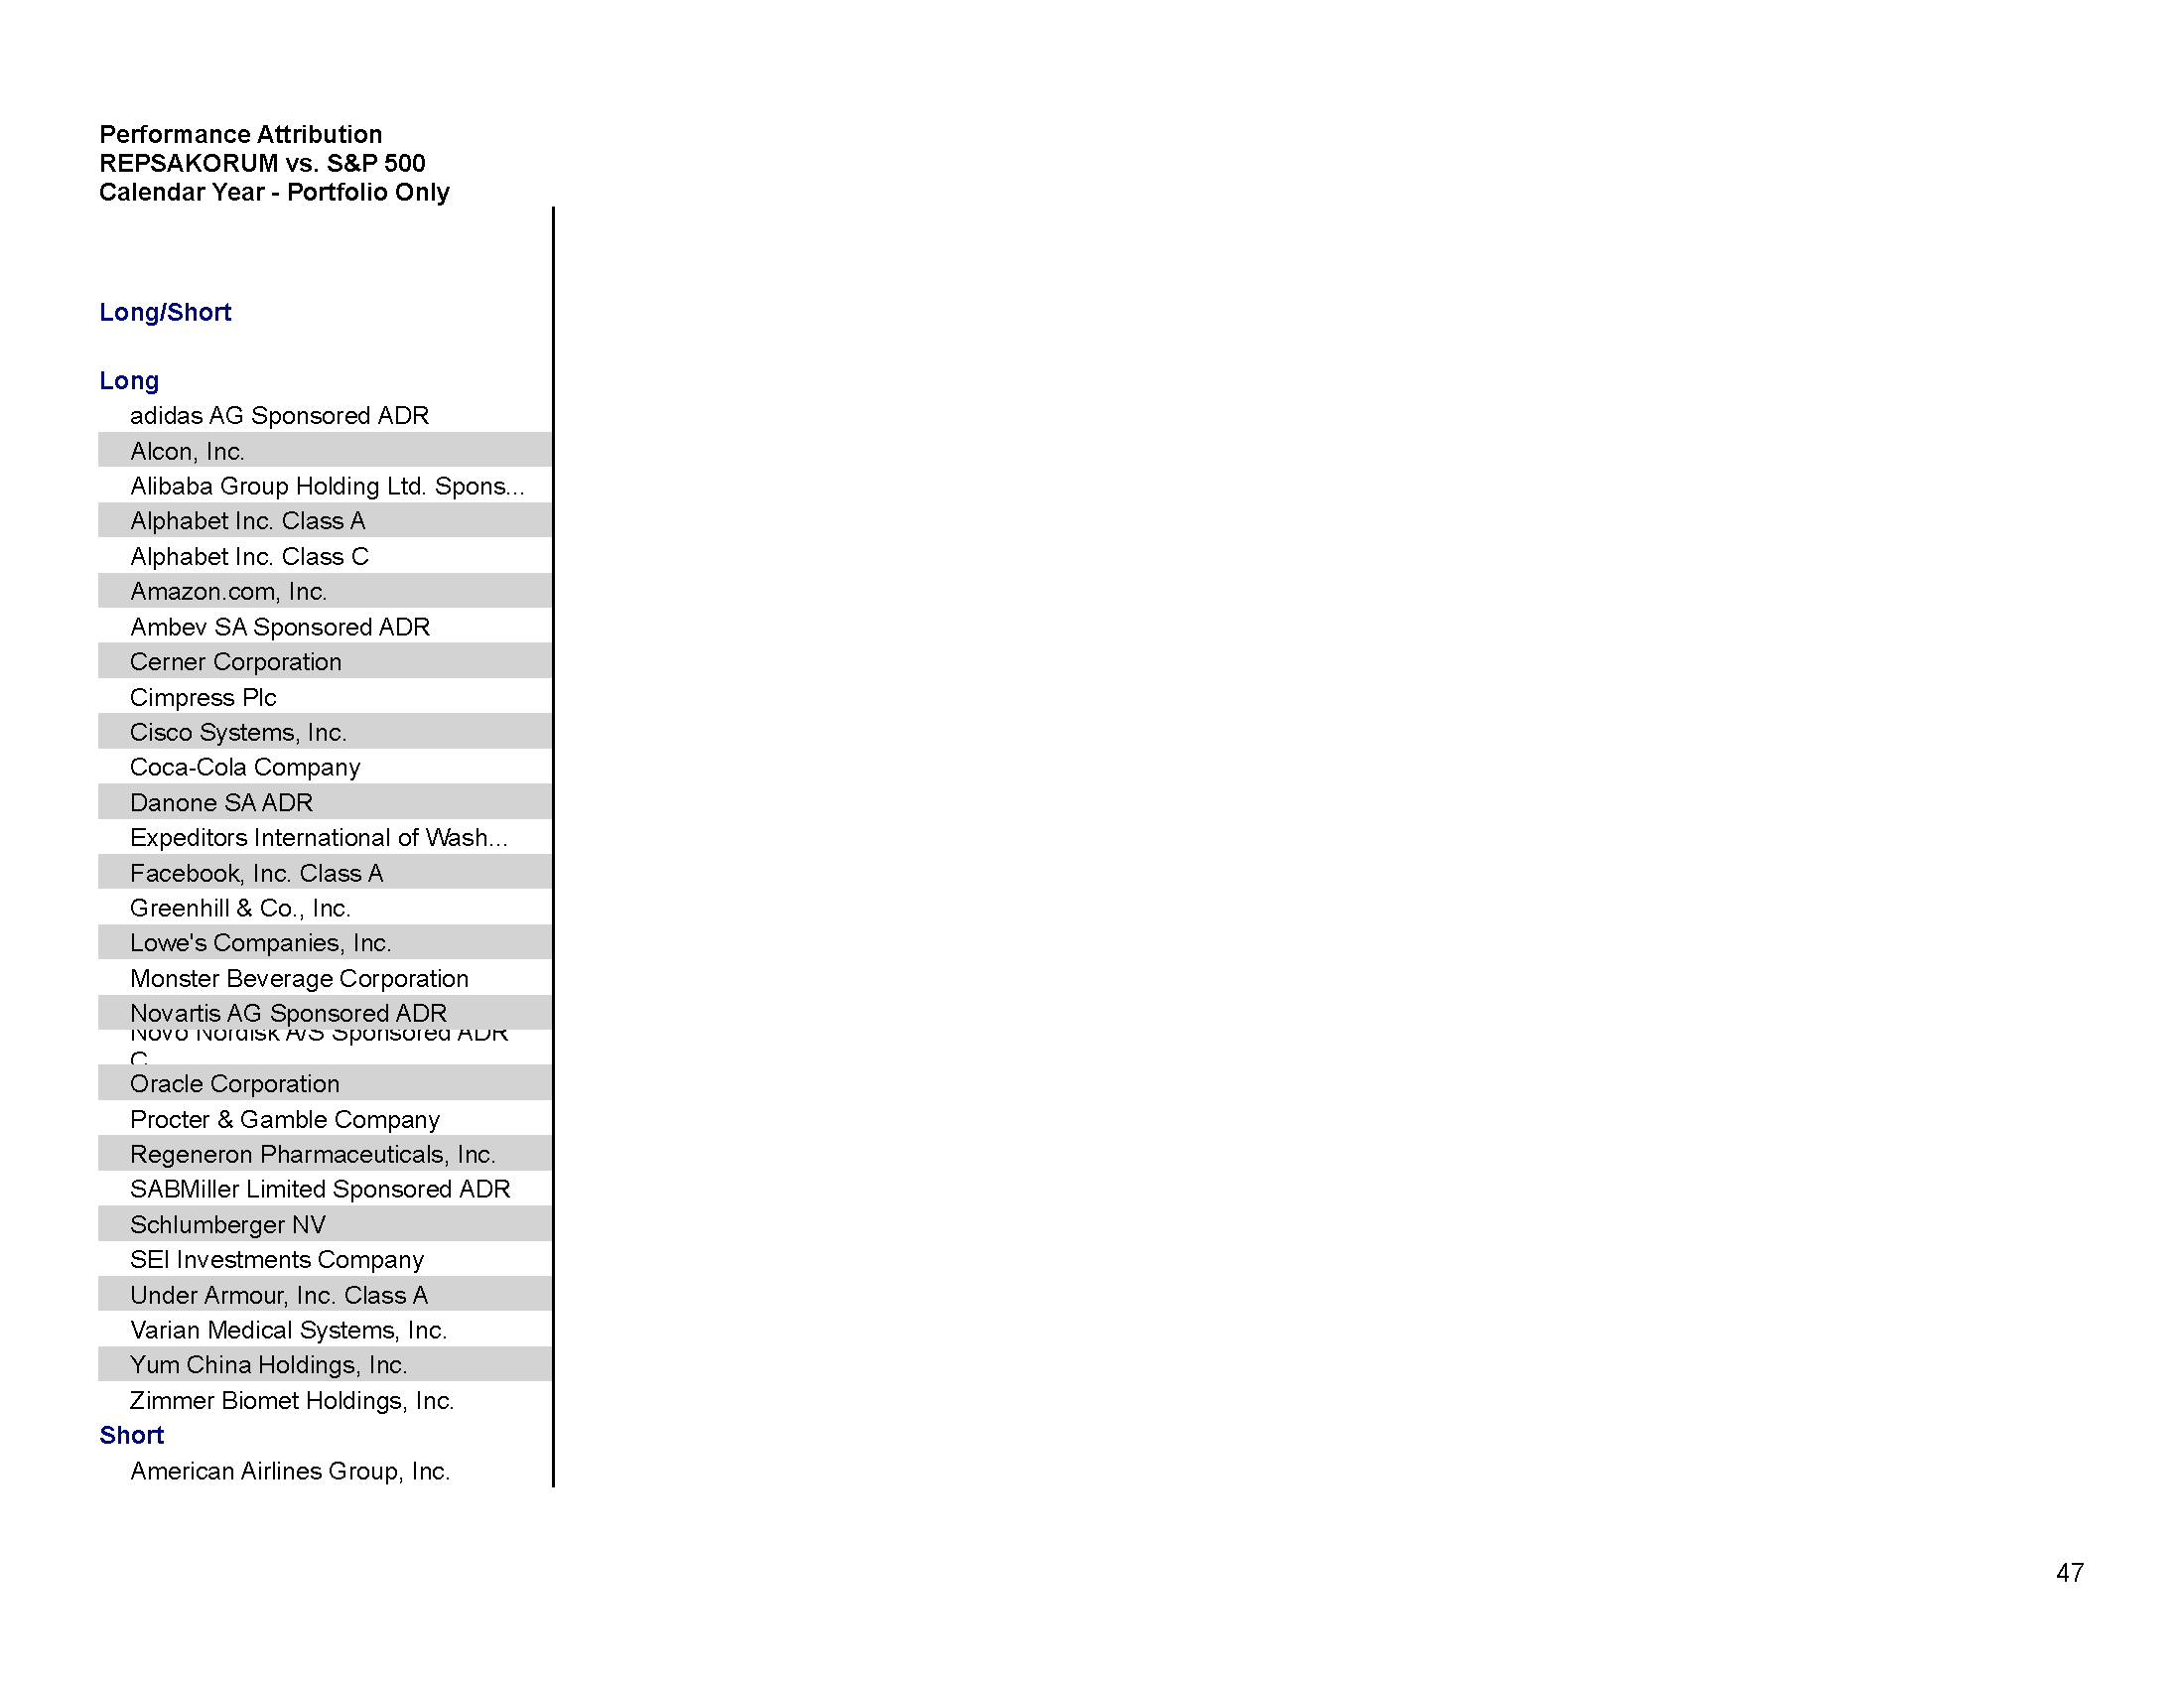 Performance Attribution
REPSAKORUM vs. S&P 500
Calendar Year - Portfolio Only
Long/Short
Long
adidas AG Sponsored ADR
Alcon, Inc.
Alibaba Group Holding Ltd. Spons...
Alphabet Inc. Class A
Alphabet Inc. Class C
Amazon.com, Inc.
Ambev SA Sponsored ADR
Cerner Corporation
Cimpress Plc
Cisco Systems, Inc.
Coca-Cola Company
Danone SA ADR
Expeditors International of Wash...
Facebook, Inc. Class A
Greenhill & Co., Inc.
Lowe's Companies, Inc.
Monster Beverage Corporation
Novartis AG Sponsored ADR
Novo Nordisk A/S Sponsored ADR
C
Oracle Corporation
Procter & Gamble Company
Regeneron Pharmaceuticals, Inc.
SABMiller Limited Sponsored ADR
Schlumberger NV
SEI Investments Company
Under Armour, Inc. Class A
Varian Medical Systems, Inc.
Yum China Holdings, Inc.
Zimmer Biomet Holdings, Inc.
Short
American Airlines Group, Inc.
47